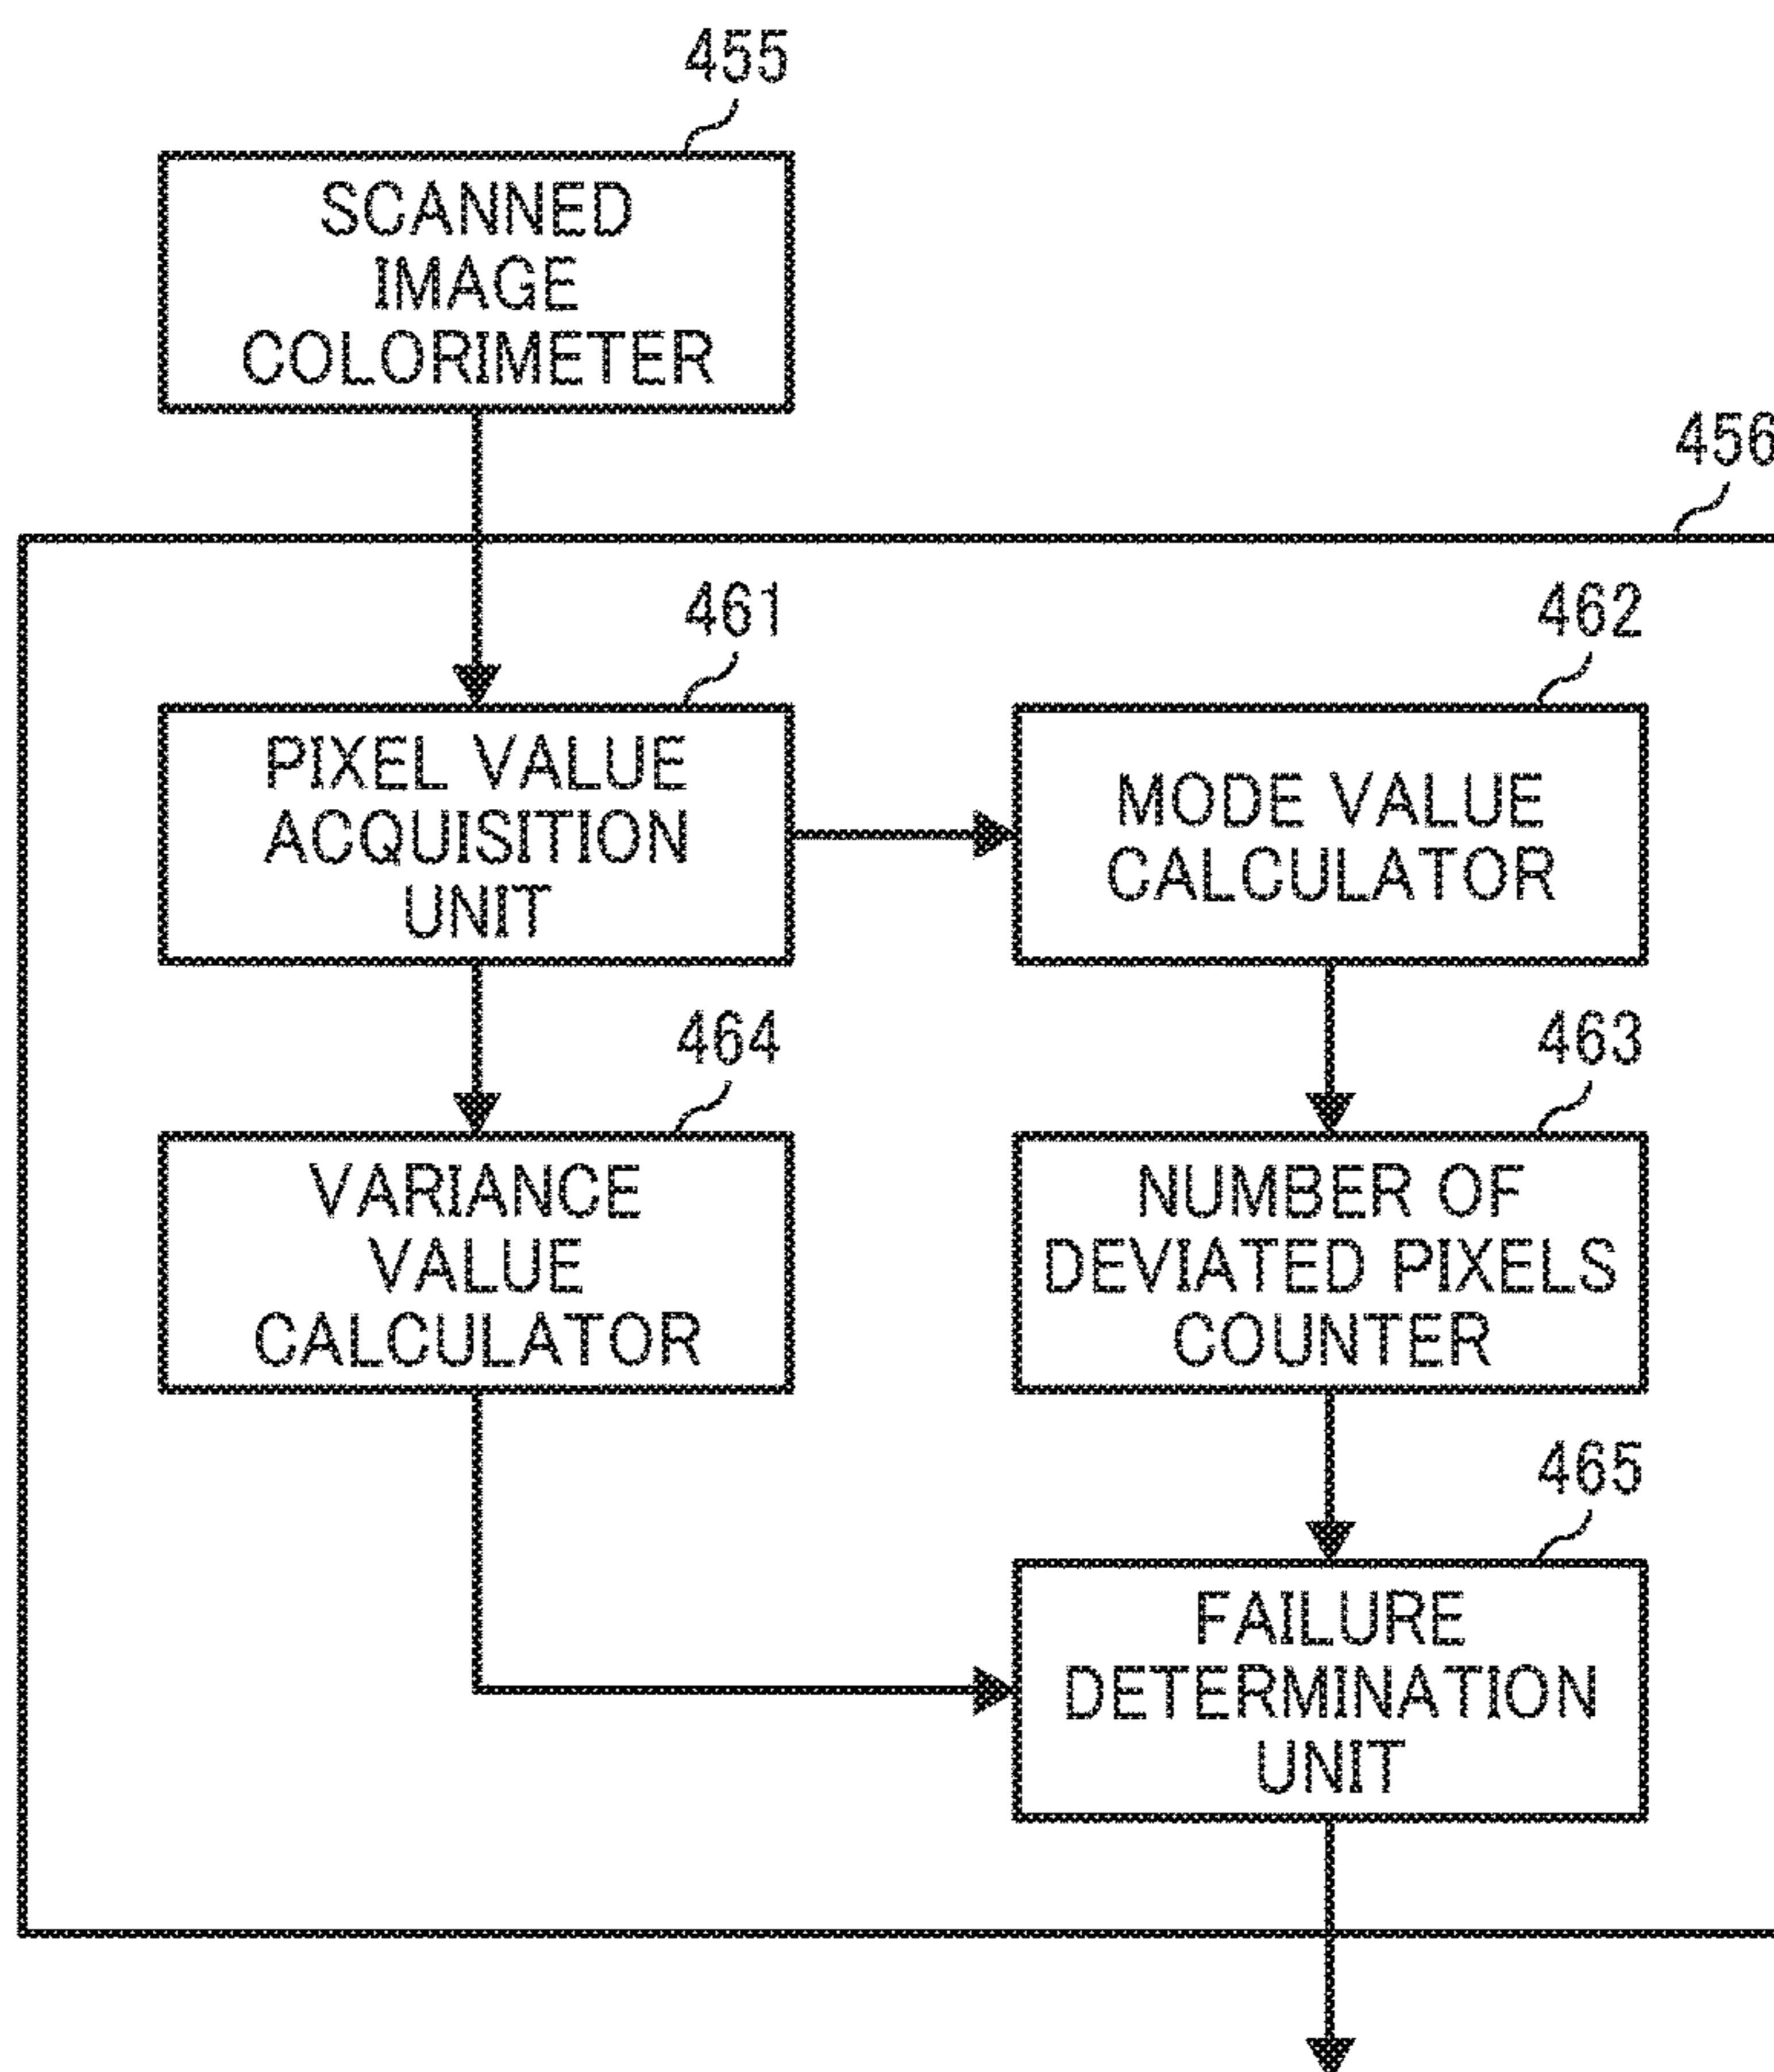 455
SCANNED
IMAGE
COLORIMETER
456
461
PIXEL VALUE
ACQUISITION
UNIT
462
MODE VALUE
CALCULATOR
464
VARIANCE
VALUE
CALCULATOR
463
NUMBER OF
DEVIATED PIXELS
COUNTER
465
FAILURE
DETERMINATION
UNIT